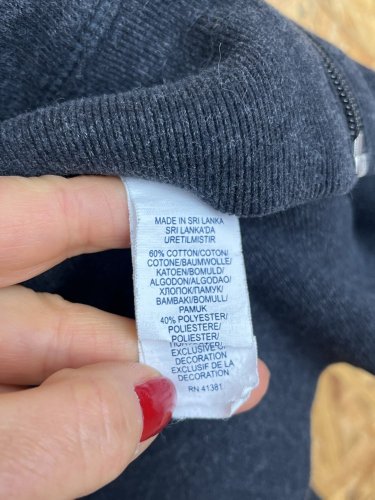 MADE IN SRI LANKA
SRI LANKA'DA
URETILMISTIR
60% COTTON/COTON/
COTONE/BAUMWOLLE/
KATOEN/BOMULD/
ALGODON/ALGODAO/
ХЛОПОК/ПАМУК/
BAMBAKI/BOMULL/
PAMUK
40% POLYESTER/
POLIESTERE/
POLIESTER/
EXCLUSIVE/
DECORATION
EXCLUSIF DE LA
DECORATION
RN 41381